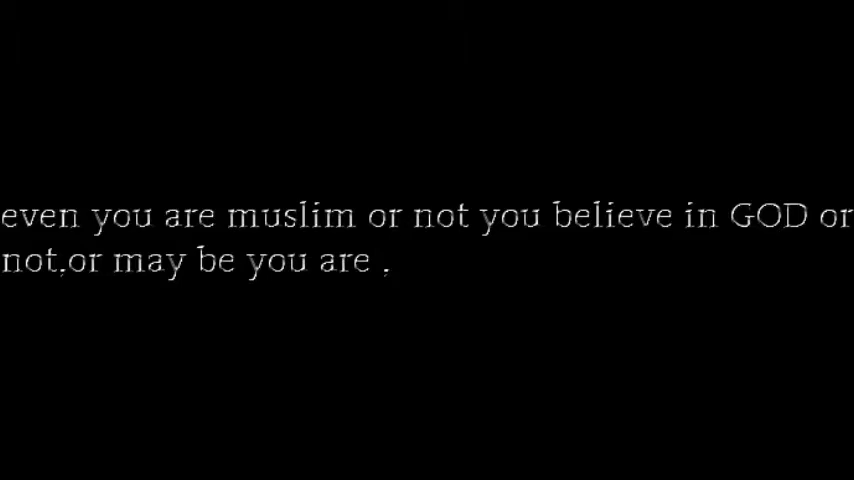 even you are muslim or not you believe in GOD or
not,or may be you are ,